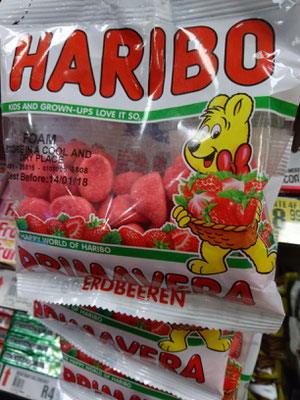 HARIBO
KIDS AND GROWN-UPS LOVE IT SO.
FOAM
IN A COOL AND
DRY PLACE
Best Before:14/01/18
HAPPY WORLD OF HARIBO
PRIMAVERA
ERDBEEREN
PRIMAVERA
R4